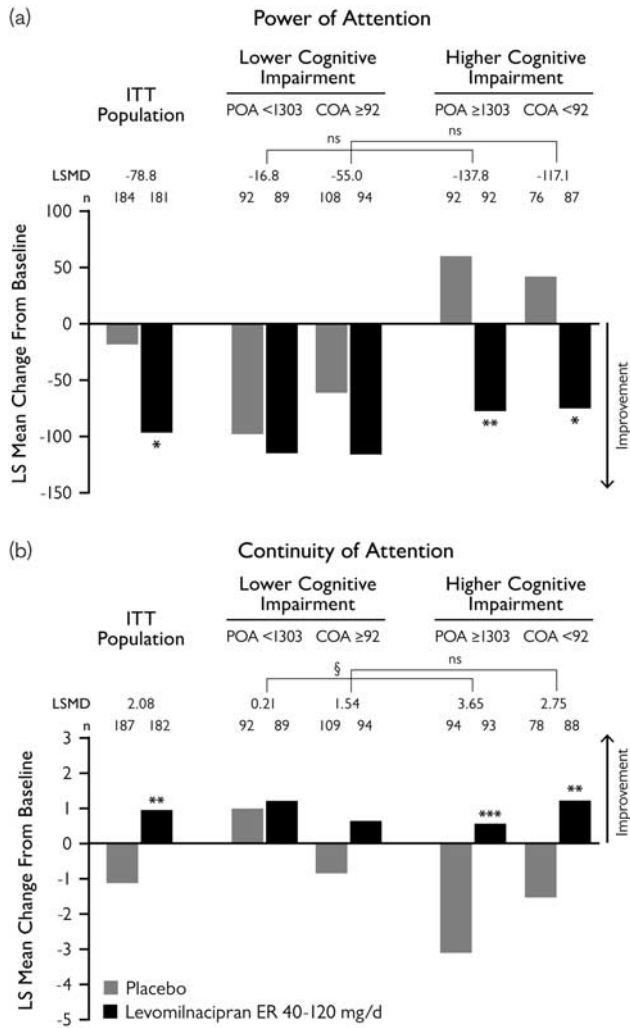 (a)
Power of Attention
Lower Cognitive Impairment
Higher Cognitive Impairment
ITT Population
POA <1303 COA ≥92
POA ≥1303 COA <92
ns
ns
LSMD -78.8 -16.8 -55.0 -137.8 -117.1
n 184 181 92 89 108 94 92 92 76 87
100
50
0
-50
-100
-150
LS Mean Change From Baseline
* ** *
Improvement
(b)
Continuity of Attention
Lower Cognitive Impairment
Higher Cognitive Impairment
ITT Population
POA <1303 COA ≥92
POA ≥1303 COA <92
ns
§
LSMD 2.08 0.21 1.54 3.65 2.75
n 187 182 92 89 109 94 94 93 78 88
3
2
1
0
-1
-2
-3
-4
-5
LS Mean Change From Baseline
** *** **
Improvement
Placebo
Levomilnacipran ER 40-120 mg/d